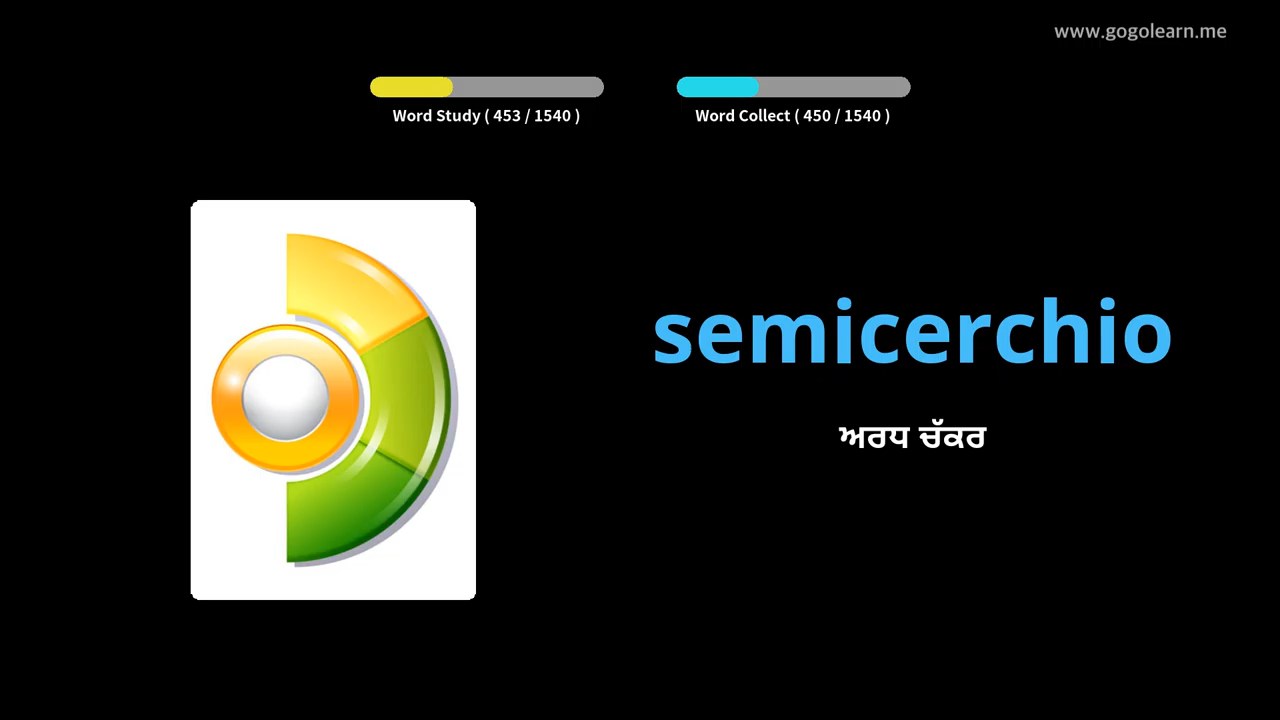 www.gogolearn.me
Word Study ( 453 / 1540 )
Word Collect ( 450 / 1540 )
semicerchio
ਅਰਧ ਚੱਕਰ